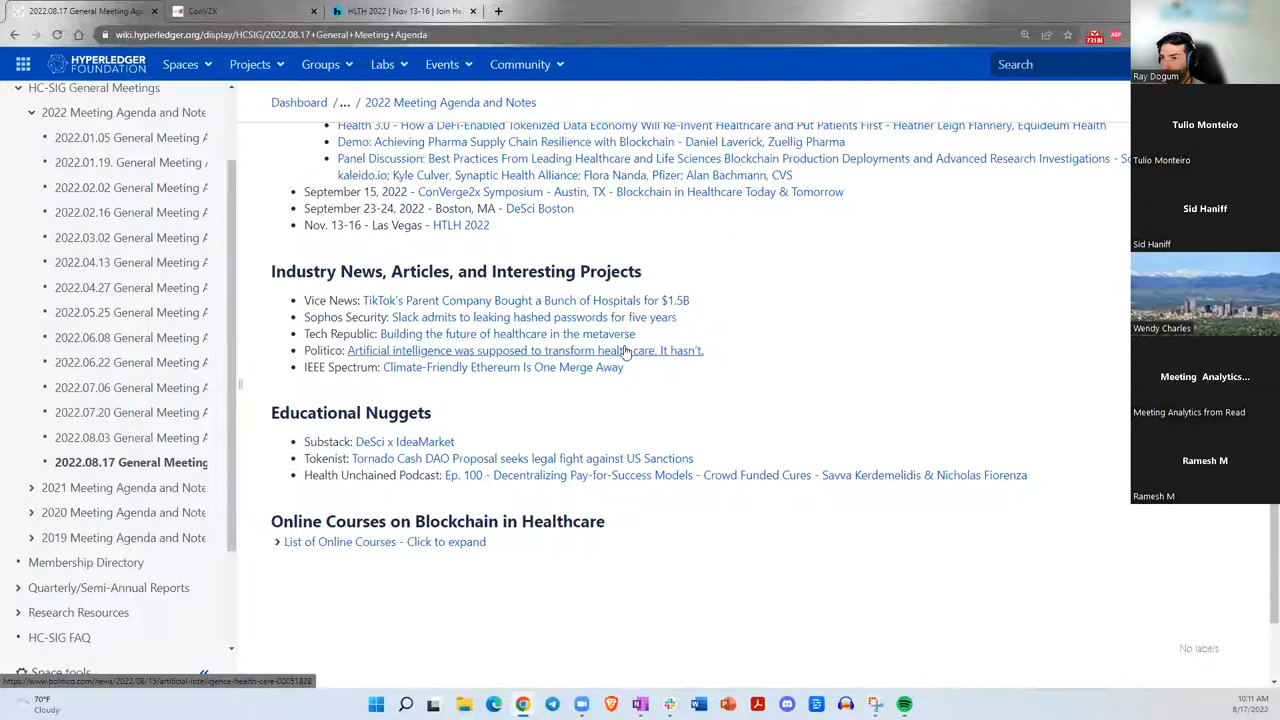 2022.08.17 General Meeting Ag
ConV2X
HLTH | Nov 13-16 | Join He
wiki.hyperledger.org/display/HCSIG/2022.08.17+General+Meeting+Agenda
HYPERLEDGER FOUNDATION
Spaces Projects Groups Labs Events Community
Search
HC-SIG General Meetings
2022 Meeting Agenda and Note
2022.01.05 General Meeting A
2022.01.19. General Meeting
2022.02.02 General Meeting A
2022.02.16 General Meeting A
2022.03.02 General Meeting A
2022.04.13 General Meeting A
2022.04.27 General Meeting A
2022.05.25 General Meeting A
2022.06.08 General Meeting A
2022.06.22 General Meeting A
2022.07.06 General Meeting A
2022.07.20 General Meeting A
2022.08.03 General Meeting A
2022.08.17 General Meeting
2021 Meeting Agenda and Note
2020 Meeting Agenda and Note
2019 Meeting Agenda and Note
Membership Directory
Quarterly/Semi-Annual Reports
Research Resources
HC-SIG FAQ
Space tools
Dashboard /... / 2022 Meeting Agenda and Notes
Health 3.0 - How a DeFi-Enabled Tokenized Data Economy Will Re-Invent Healthcare and Put Patients First - Heather Leigh Flannery, Equideum Health
Demo: Achieving Pharma Supply Chain Resilience with Blockchain - Daniel Laverick, Zuellig Pharma
Panel Discussion: Best Practices From Leading Healthcare and Life Sciences Blockchain Production Deployments and Advanced Research Investigations -
kaleido.io; Kyle Culver, Synaptic Health Alliance; Flora Nanda, Pfizer; Alan Bachmann, CVS
September 15, 2022 - ConVerge2x Symposium - Austin, TX - Blockchain in Healthcare Today & Tomorrow
September 23-24, 2022 - Boston, MA - DeSci Boston
Nov. 13-16 - Las Vegas - HTLH 2022
Industry News, Articles, and Interesting Projects
Vice News: TikTok's Parent Company Bought a Bunch of Hospitals for $1.5B
Sophos Security: Slack admits to leaking hashed passwords for five years
Tech Republic: Building the future of healthcare in the metaverse
Politico: Artificial intelligence was supposed to transform health care. It hasn't.
IEEE Spectrum: Climate-Friendly Ethereum Is One Merge Away
Educational Nuggets
Substack: DeSci x IdeaMarket
Tokenist: Tornado Cash DAO Proposal seeks legal fight against US Sanctions
Health Unchained Podcast: Ep. 100 - Decentralizing Pay-for-Success Models - Crowd Funded Cures - Savva Kerdemelidis & Nicholas Fiorenza
Online Courses on Blockchain in Healthcare
List of Online Courses - Click to expand
No labels
https://www.politico.com/news/2022/08/15/artificial-intelligence-health-care-00051828
Ray Dogum
Tulio Monteiro
Tulio Monteiro
Sid Haniff
Sid Haniff
Wendy Charles
Meeting Analytics...
Meeting Analytics from Read
Ramesh M
Ramesh M
70°F
Cloudy
10:11 AM
8/17/2022